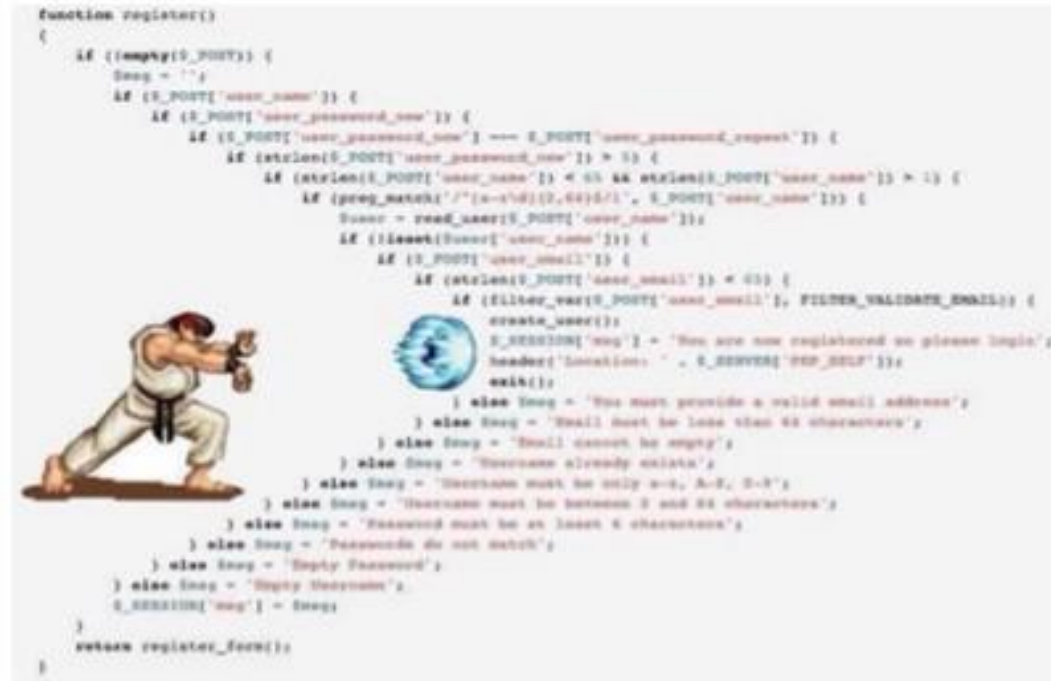 function register()
{
if (!empty($_POST)) {
$msg = '';
if ($_POST['user_name']) {
if ($_POST['user_password_new']) {
if ($_POST['user_password_new'] === $_POST['user_password_repeat']) {
if (strlen($_POST['user_password_new']) > 5) {
if (strlen($_POST['user_name']) < 65 && strlen($_POST['user_name']) > 1) {
if (preg_match('/^[a-z\d]{2,64}$/i', $_POST['user_name'])) {
$user = read_user($_POST['user_name']);
if (!isset($user['user_name'])) {
if ($_POST['user_email']) {
if (strlen($_POST['user_email']) < 65) {
if (filter_var($_POST['user_email'], FILTER_VALIDATE_EMAIL)) {
create_user();
$_SESSION['msg'] = 'You are now registered so please login';
header('Location: ' . $_SERVER['PHP_SELF']);
exit();
} else $msg = 'You must provide a valid email address';
} else $msg = 'Email must be less than 64 characters';
} else $msg = 'Email cannot be empty';
} else $msg = 'Username already exists';
} else $msg = 'Username must be only a-z, A-Z, 0-9';
} else $msg = 'Username must be between 2 and 64 characters';
} else $msg = 'Password must be at least 6 characters';
} else $msg = 'Passwords do not match';
} else $msg = 'Empty Password';
} else $msg = 'Empty Username';
$_SESSION['msg'] = $msg;
}
return register_form();
}